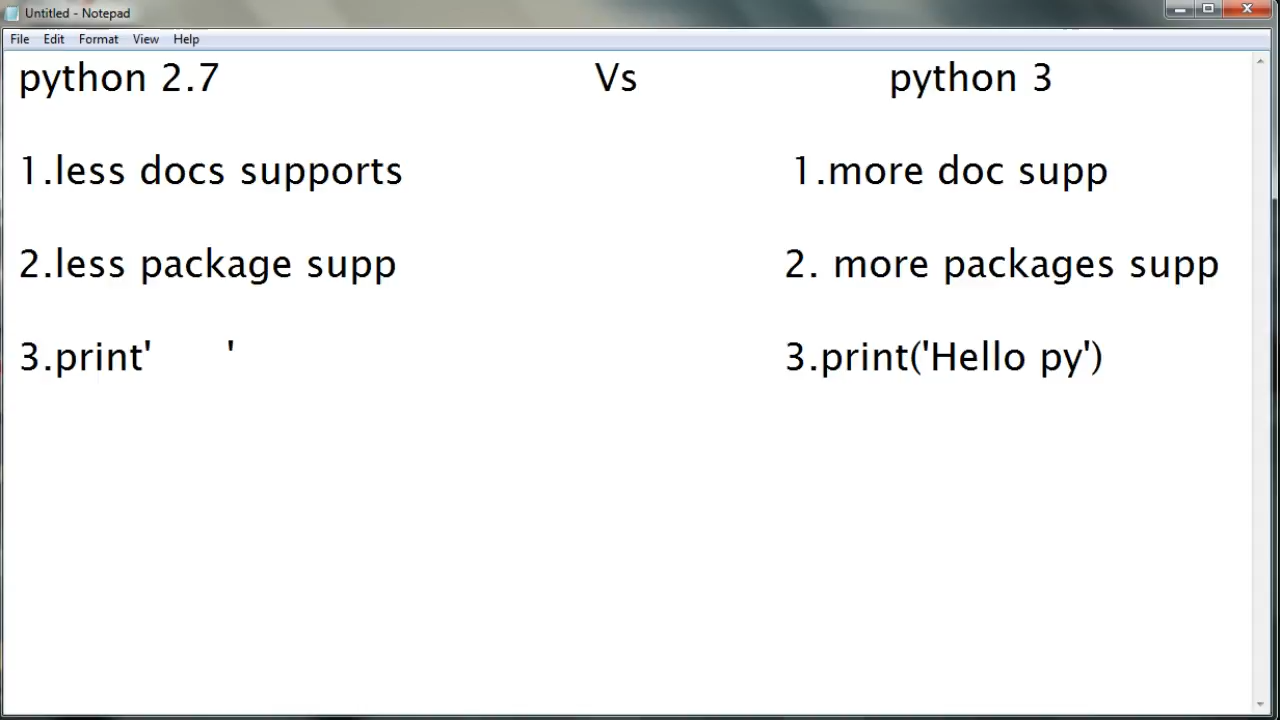 Untitled - Notepad
File Edit Format View Help
python 2.7 Vs python 3
1.less docs supports 1.more doc supp
2.less package supp 2. more packages supp
3.print' ' 3.print('Hello py')